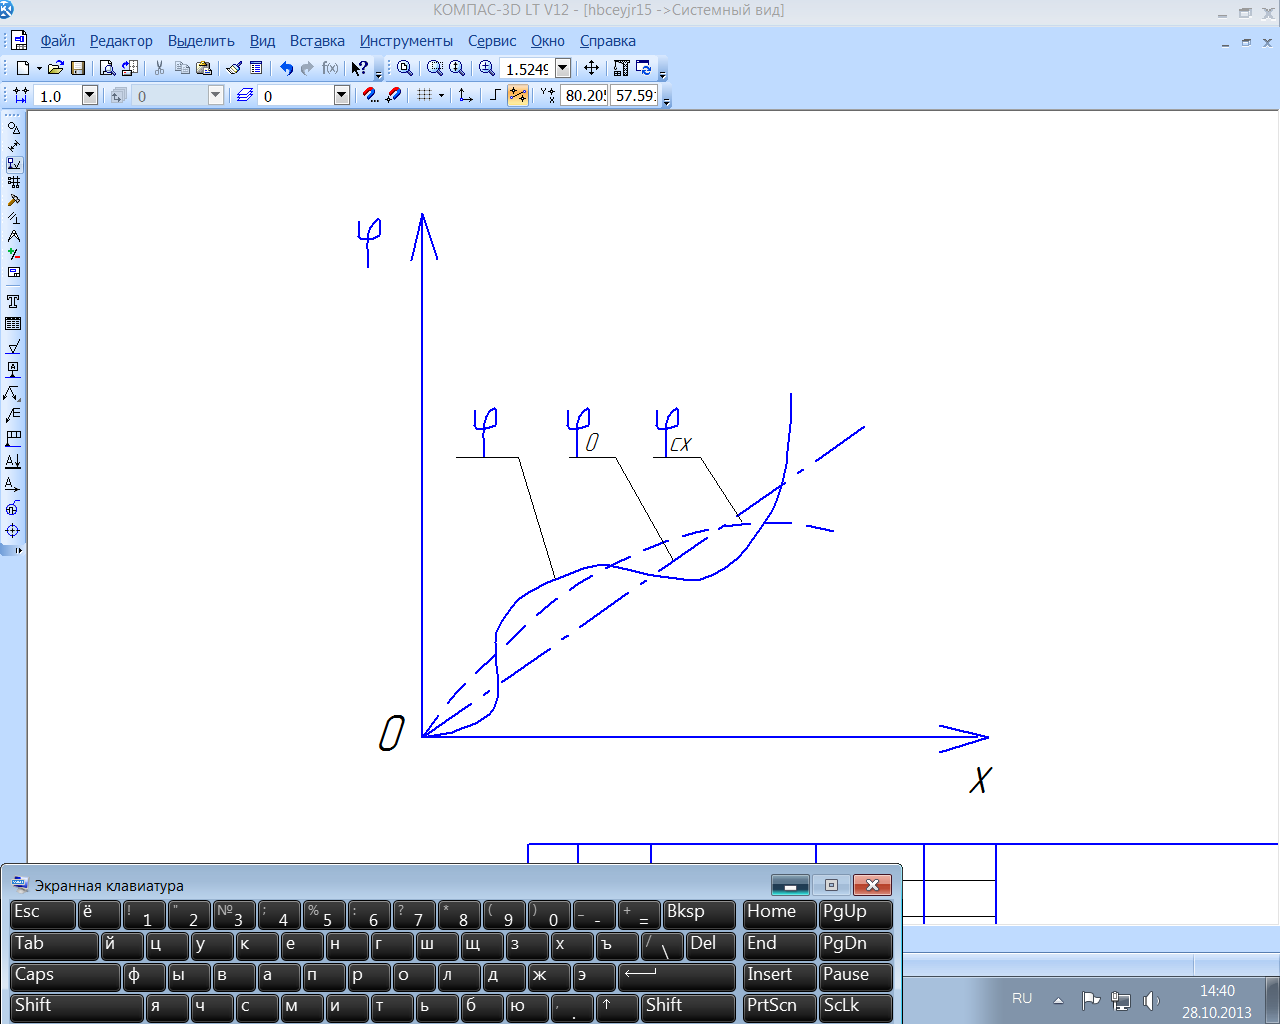 КОМПАС-3D LT V12 - [hbceyjr15 ->Системный вид]
Файл Редактор Выделить Вид Вставка Инструменты Сервис Окно Справка
f(x) 1.5249
1.0 0 0 80.205 57.591
φ
φ φ0 φсх
0
X
Экранная клавиатура
Esc ё ! 1 " 2 № 3 ; 4 % 5 : 6 ? 7 * 8 ( 9 ) 0 _ - + = Bksp Home PgUp
Tab й ц у к е н г ш щ з х ъ / \ Del End PgDn
Caps ф ы в а п р о л д ж э Insert Pause
Shift я ч с м и т ь б ю , . ↑ Shift PrtScn ScLk
RU 14:40
28.10.2013